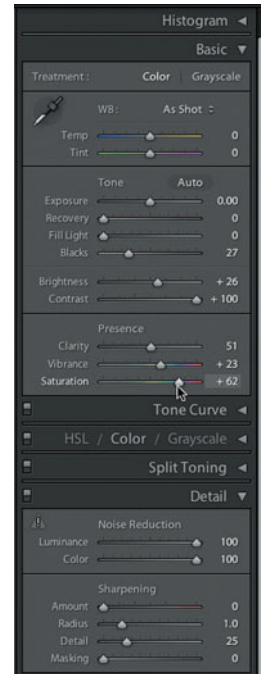 Histogram
Basic
Treatment : Color Grayscale
WB : As Shot
Temp 0
Tint 0
Tone Auto
Exposure 0.00
Recovery 0
Fill Light 0
Blacks 27
Brightness + 26
Contrast + 100
Presence
Clarity 51
Vibrance + 23
Saturation + 62
Tone Curve
HSL / Color / Grayscale
Split Toning
Detail
Noise Reduction
Luminance 100
Color 100
Sharpening
Amount 0
Radius 1.0
Detail 25
Masking 0